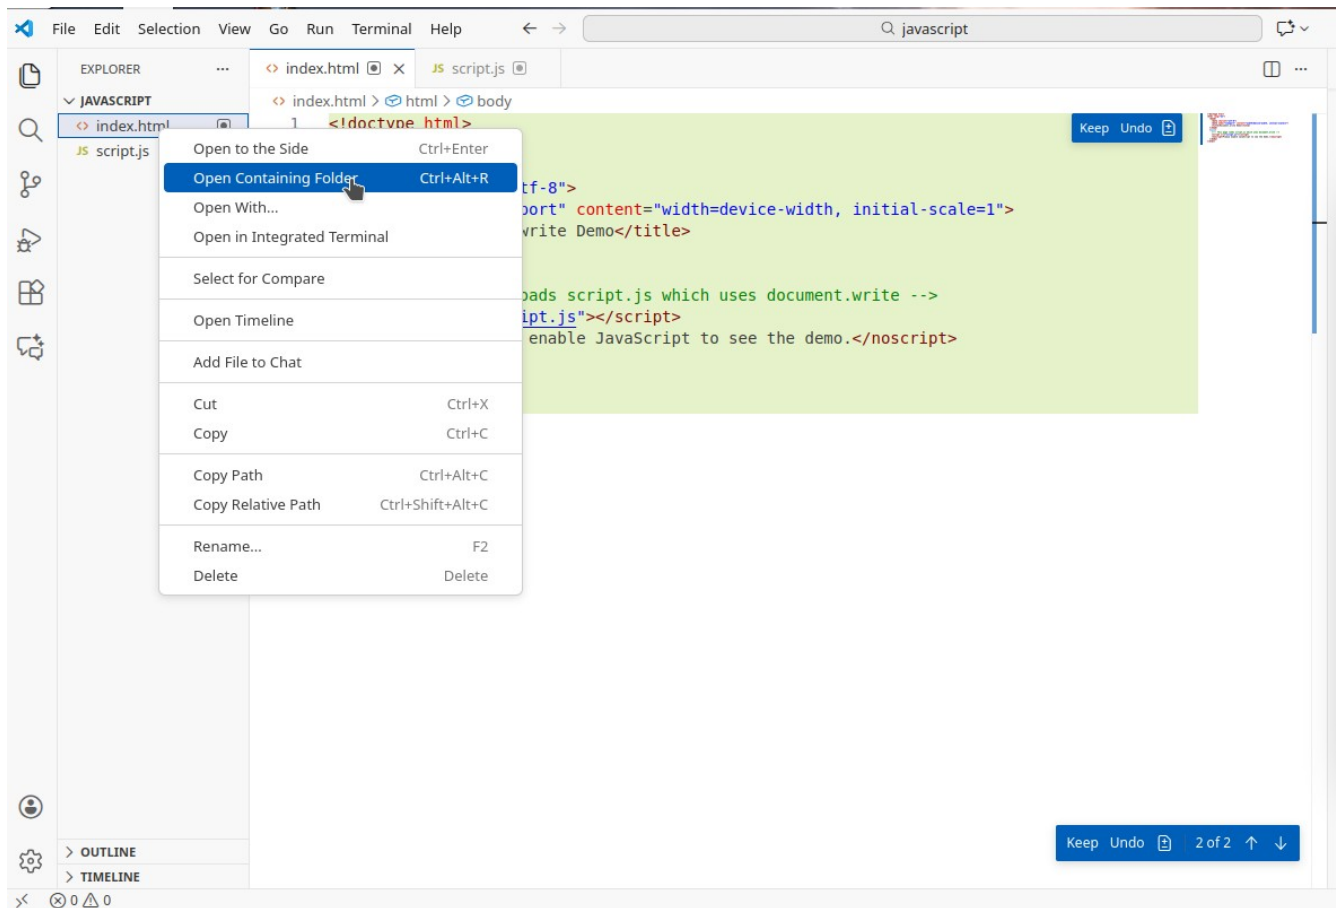 File Edit Selection View Go Run Terminal Help javascript
EXPLORER ... index.html JS script.js ...
JAVASCRIPT index.html > html > body
index.html 1 <!doctype html> Keep Undo
JS script.js
Open to the Side Ctrl+Enter
Open Containing Folder Ctrl+Alt+R tf-8">
Open With... port" content="width=device-width, initial-scale=1">
Open in Integrated Terminal write Demo</title>
Select for Compare
oads script.js which uses document.write -->
Open Timeline ipt.js"></script>
enable JavaScript to see the demo.</noscript>
Add File to Chat
Cut Ctrl+X
Copy Ctrl+C
Copy Path Ctrl+Alt+C
Copy Relative Path Ctrl+Shift+Alt+C
Rename... F2
Delete Delete
Keep Undo 2 of 2
> OUTLINE
> TIMELINE
0 0